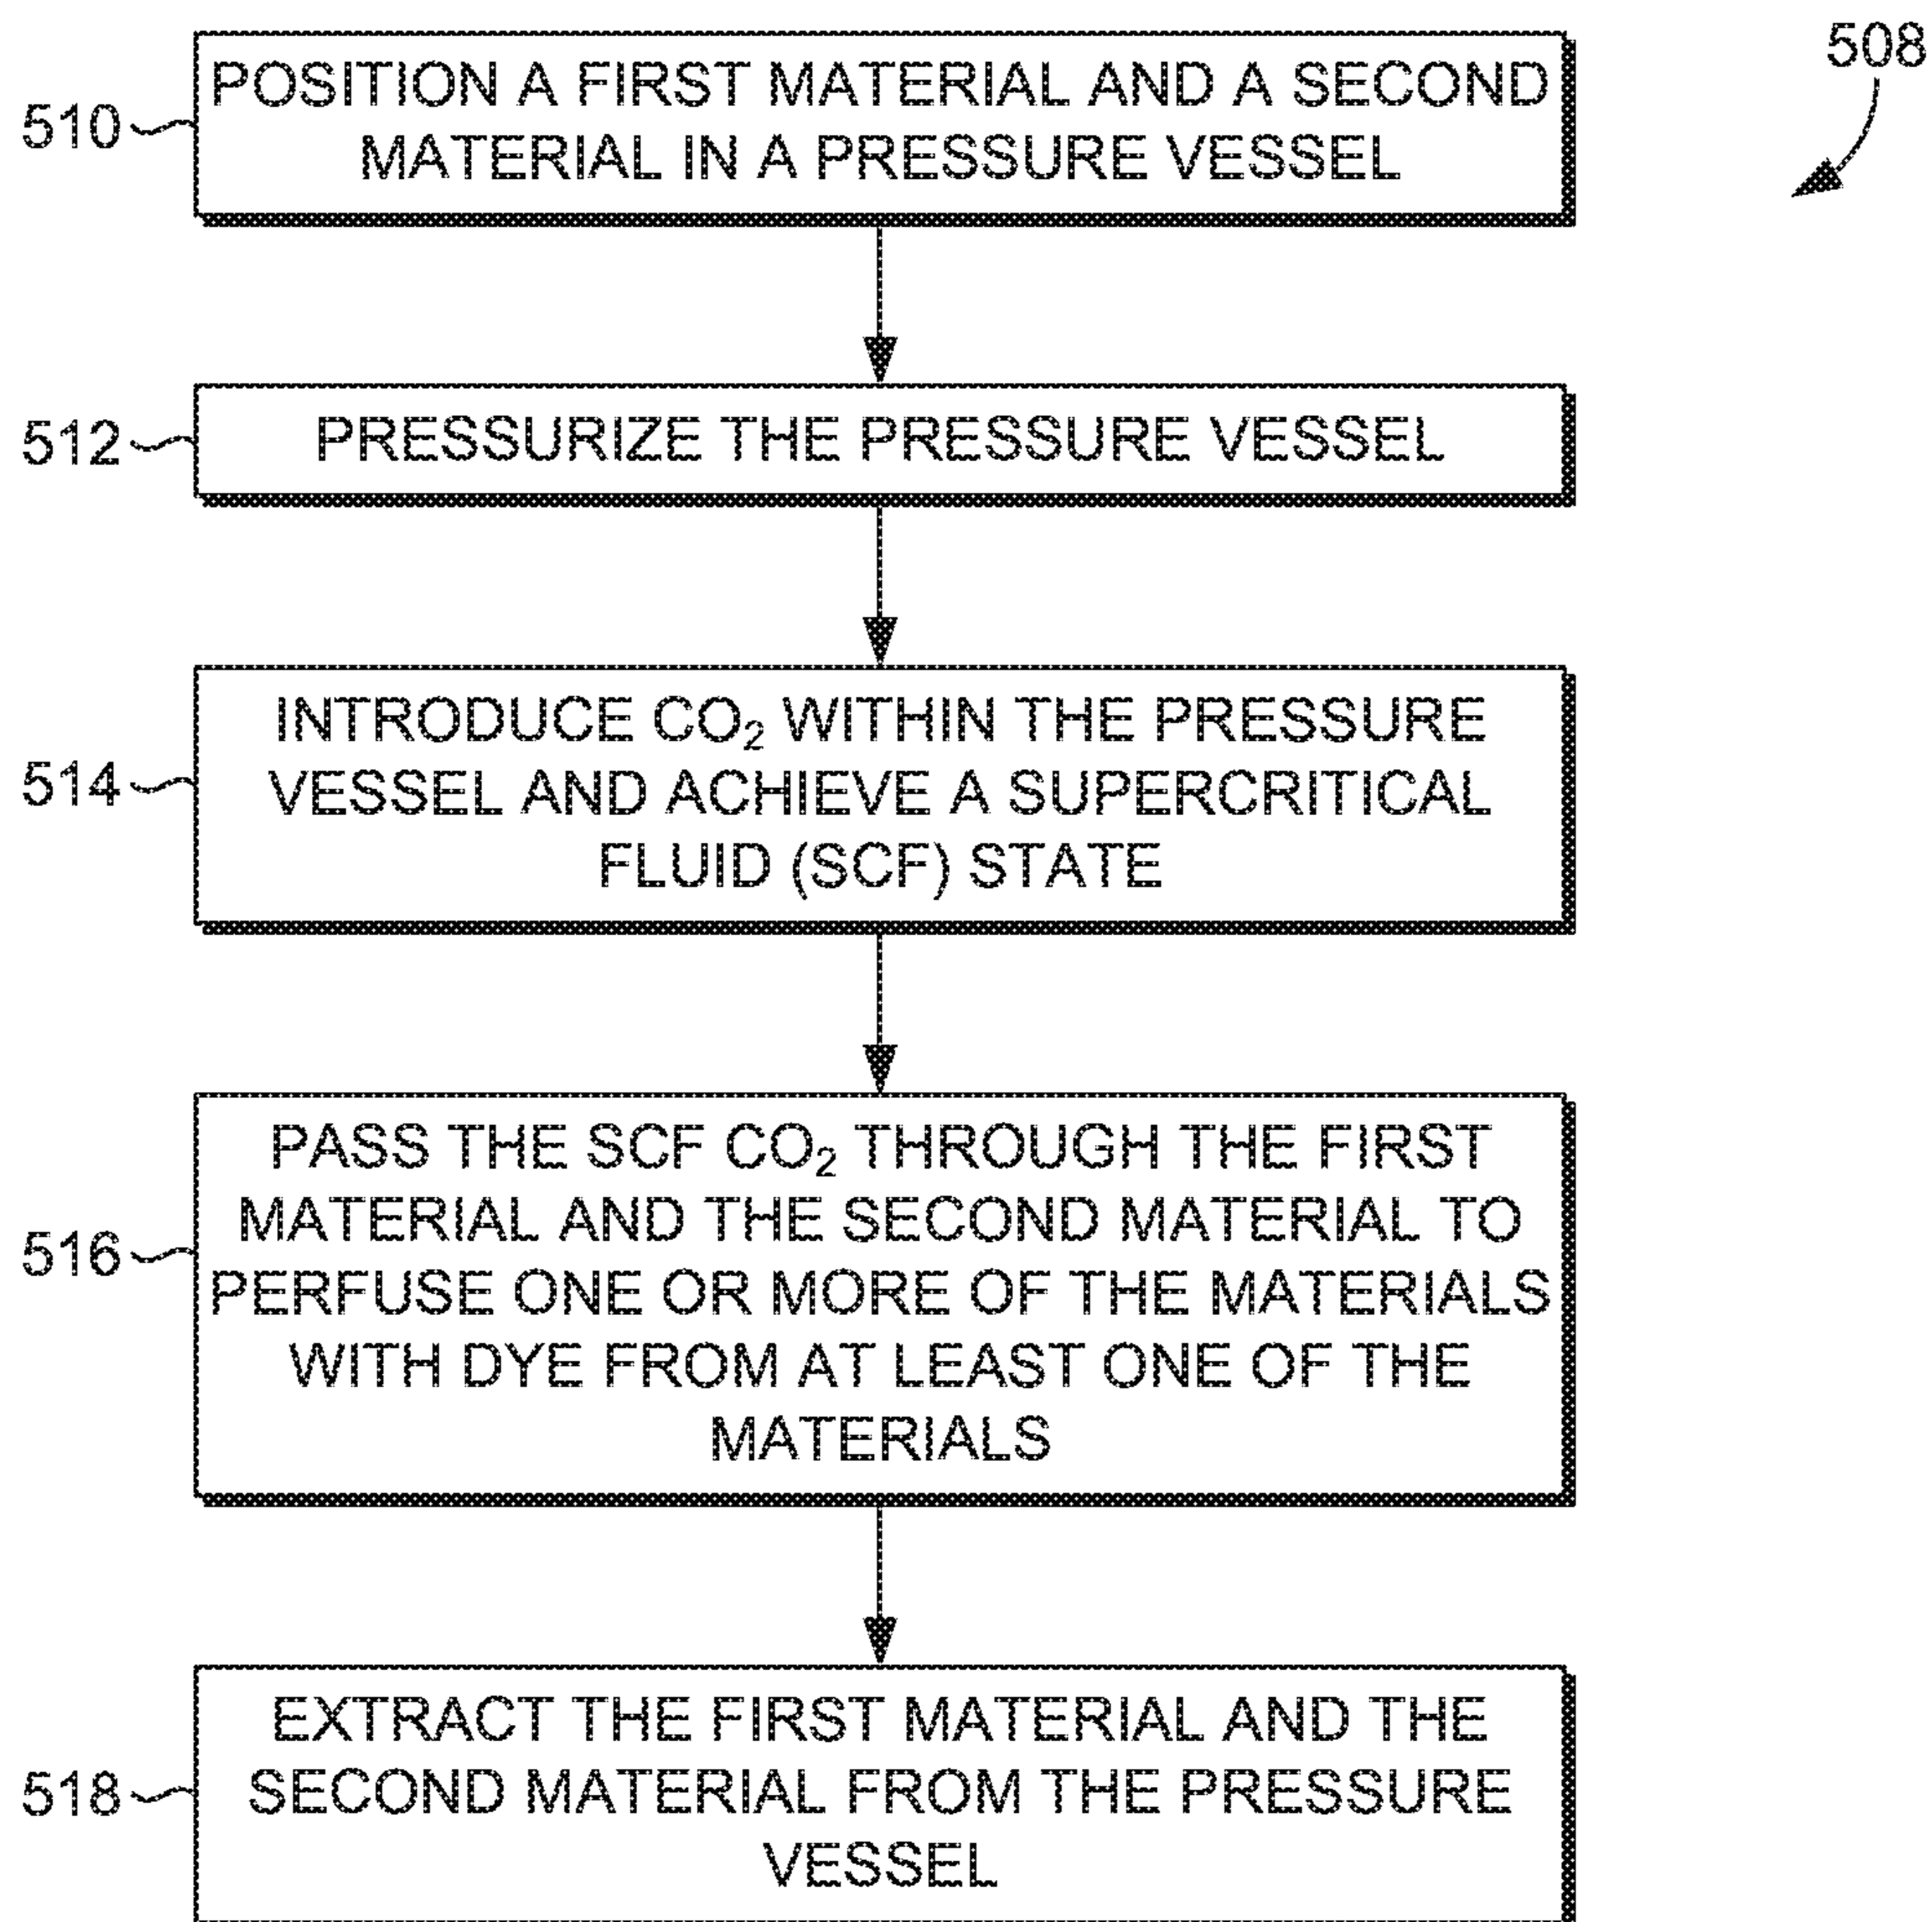 508
510
POSITION A FIRST MATERIAL AND A SECOND
MATERIAL IN A PRESSURE VESSEL
512
PRESSURIZE THE PRESSURE VESSEL
514
INTRODUCE CO₂ WITHIN THE PRESSURE
VESSEL AND ACHIEVE A SUPERCRITICAL
FLUID (SCF) STATE
516
PASS THE SCF CO₂ THROUGH THE FIRST
MATERIAL AND THE SECOND MATERIAL TO
PERFUSE ONE OR MORE OF THE MATERIALS
WITH DYE FROM AT LEAST ONE OF THE
MATERIALS
518
EXTRACT THE FIRST MATERIAL AND THE
SECOND MATERIAL FROM THE PRESSURE
VESSEL